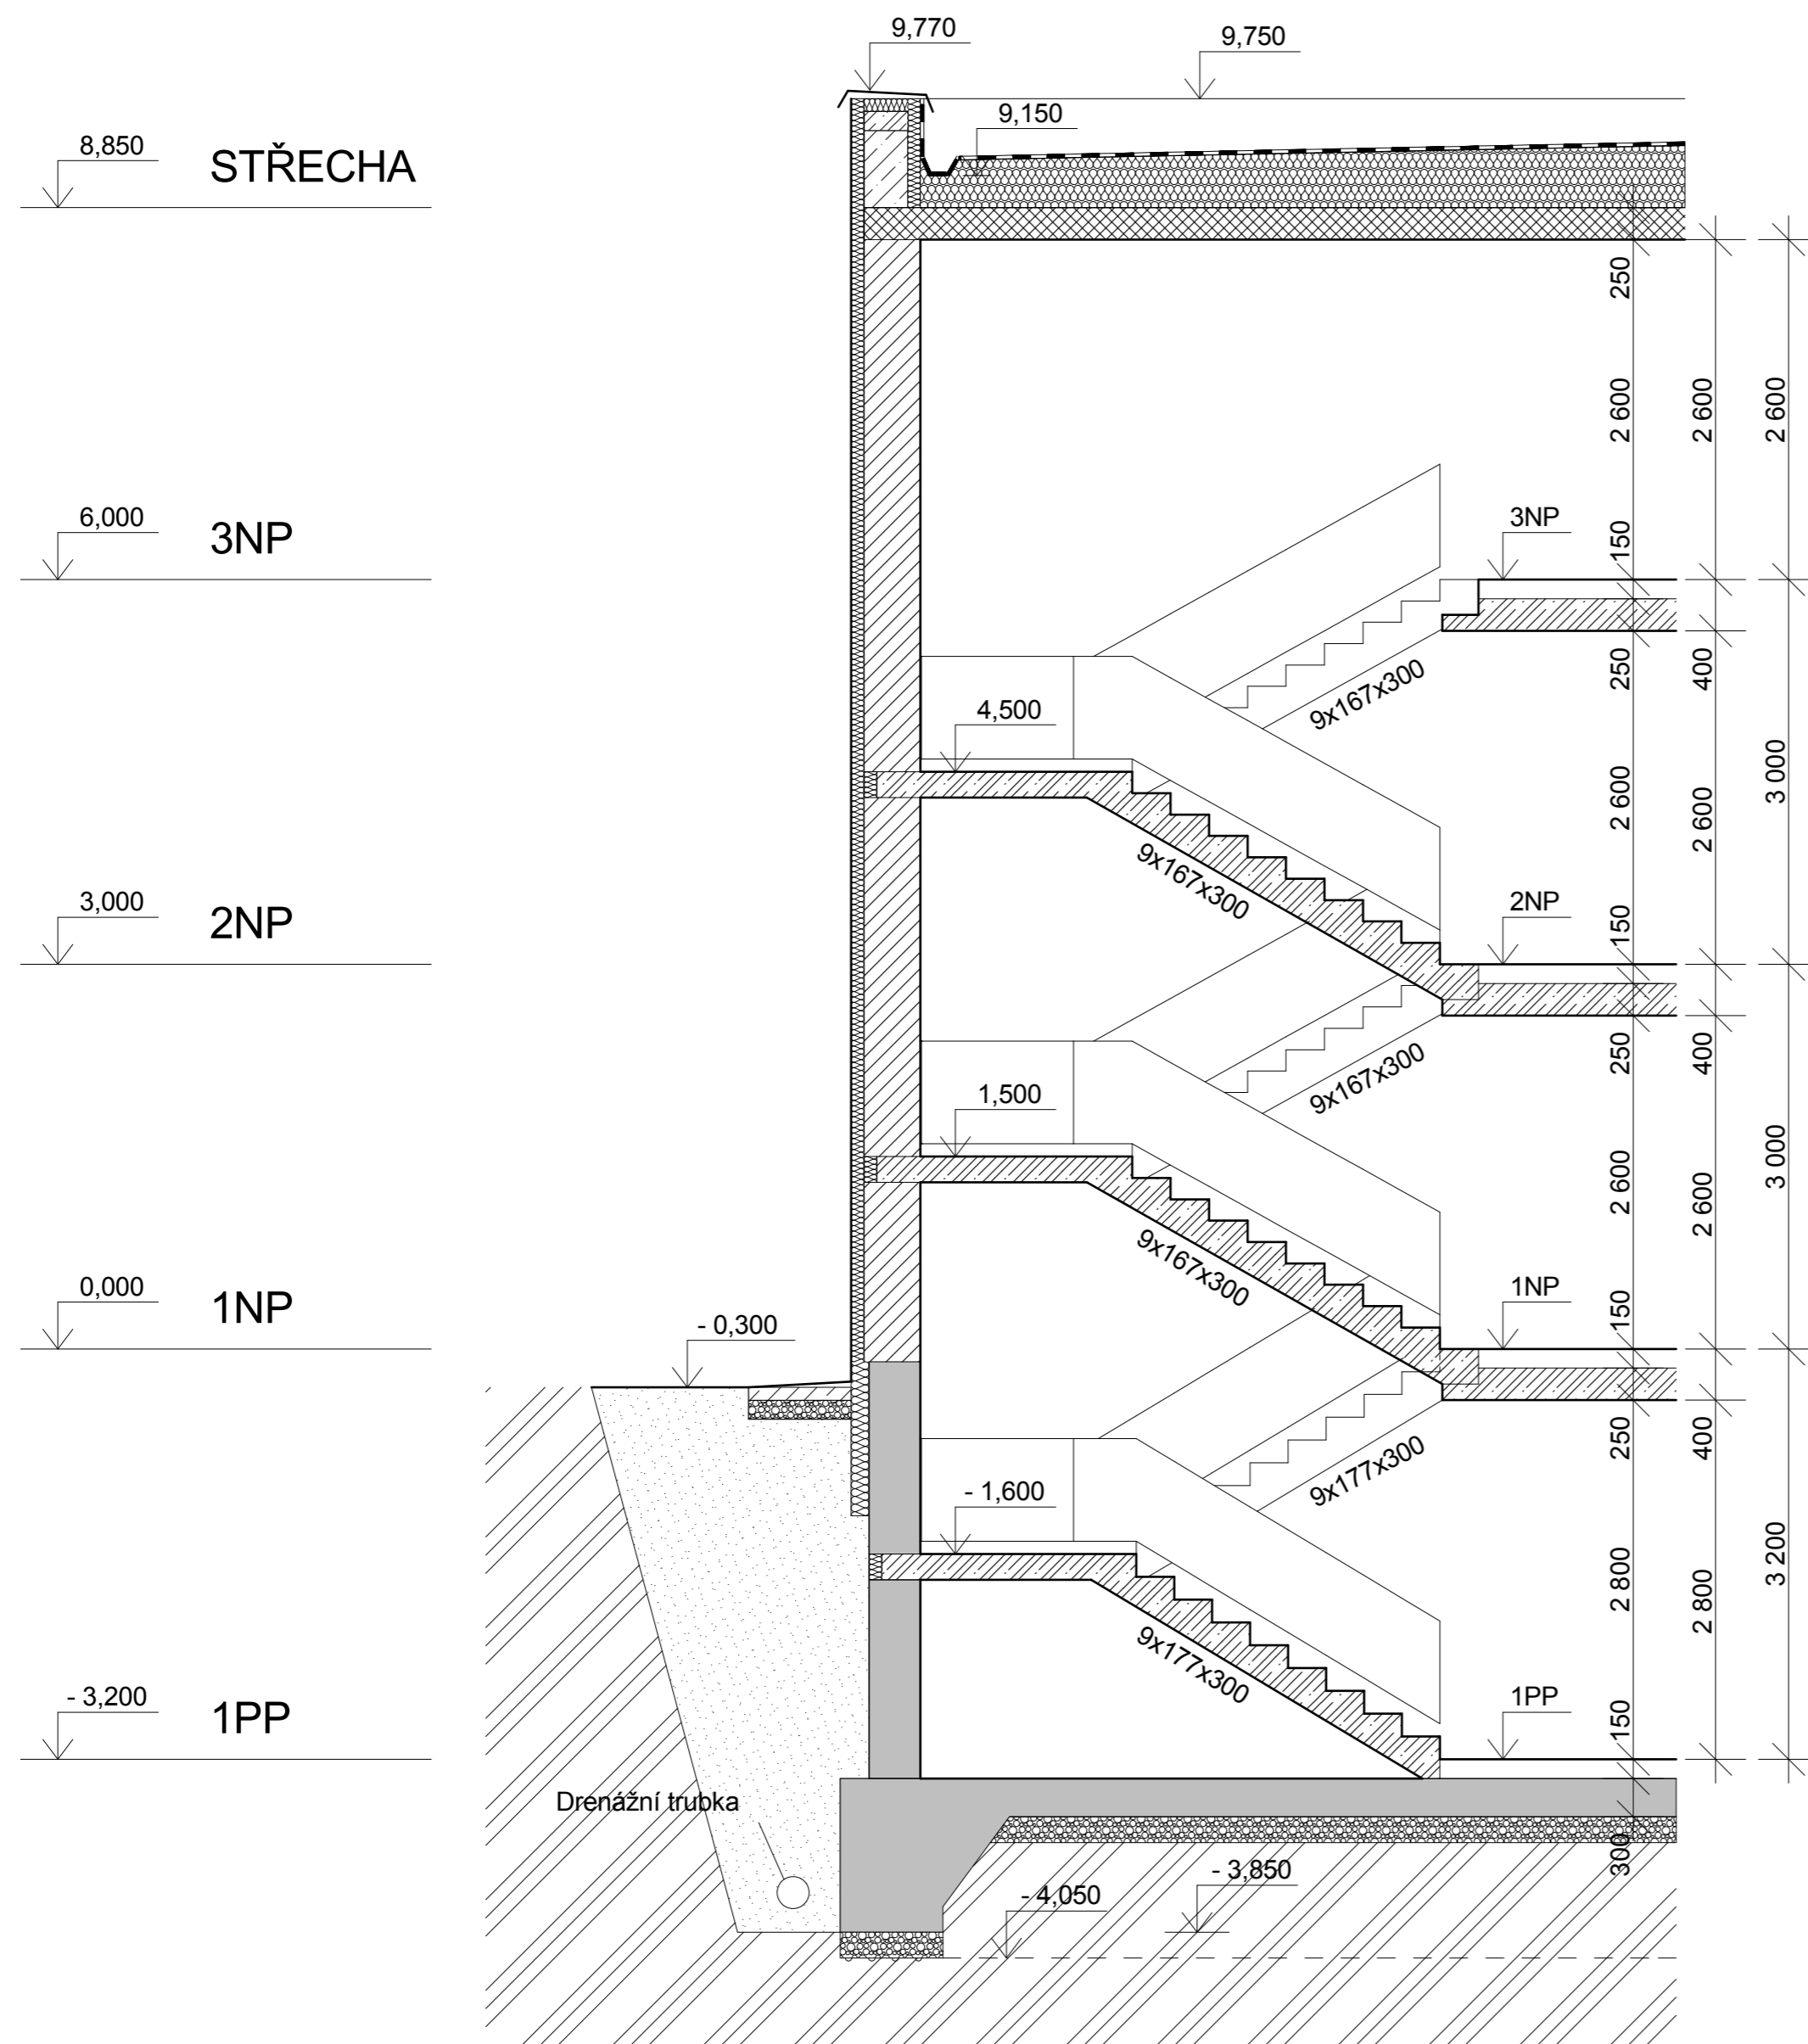 9,770
9,750
9,150
8,850
STŘECHA
250
2 600
2 600
2 600
6,000
3NP
3NP
150
250
400
9x167x300
4,500
2 600
2 600
3 000
9x167x300
3,000
2NP
2NP
150
250
400
9x167x300
1,500
2 600
2 600
3 000
9x167x300
0,000
1NP
- 0,300
1NP
150
250
400
9x177x300
- 1,600
2 800
2 800
3 200
9x177x300
- 3,200
1PP
1PP
150
Drenážní trubka
300
- 3,850
- 4,050